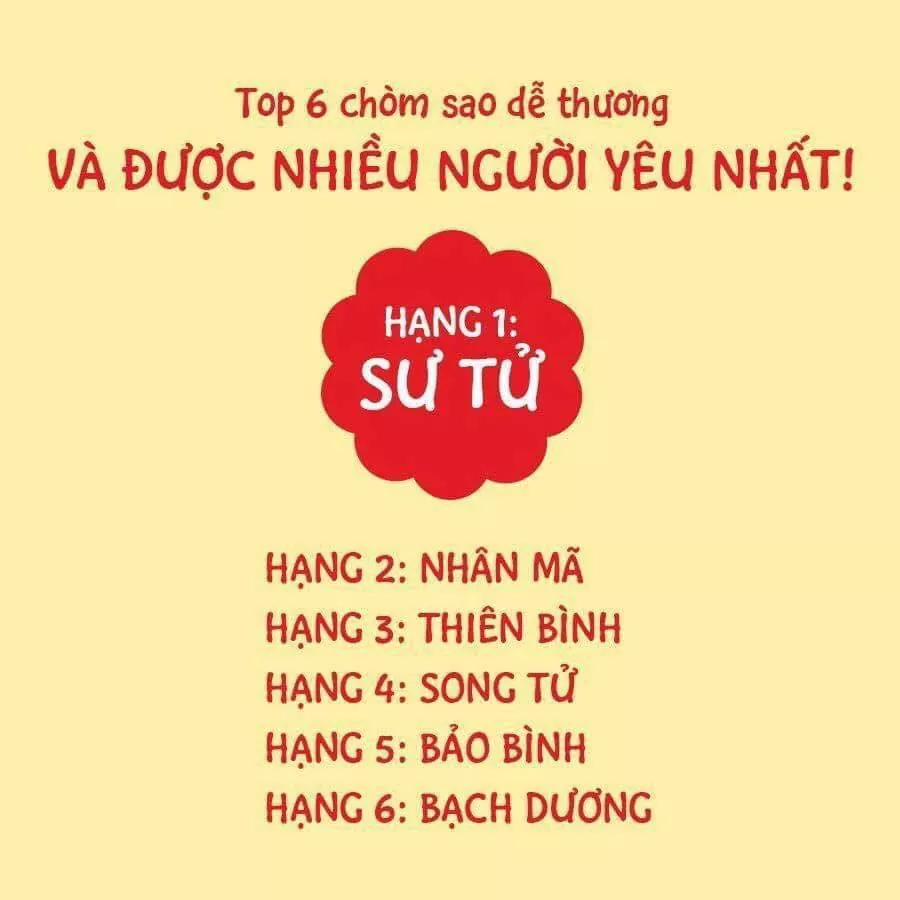 Top 6 chòm sao dễ thương
VÀ ĐƯỢC NHIỀU NGƯỜI YÊU NHẤT!
HẠNG 1:
SƯ TỬ
HẠNG 2: NHÂN MÃ
HẠNG 3: THIÊN BÌNH
HẠNG 4: SONG TỬ
HẠNG 5: BẢO BÌNH
HẠNG 6: BẠCH DƯƠNG